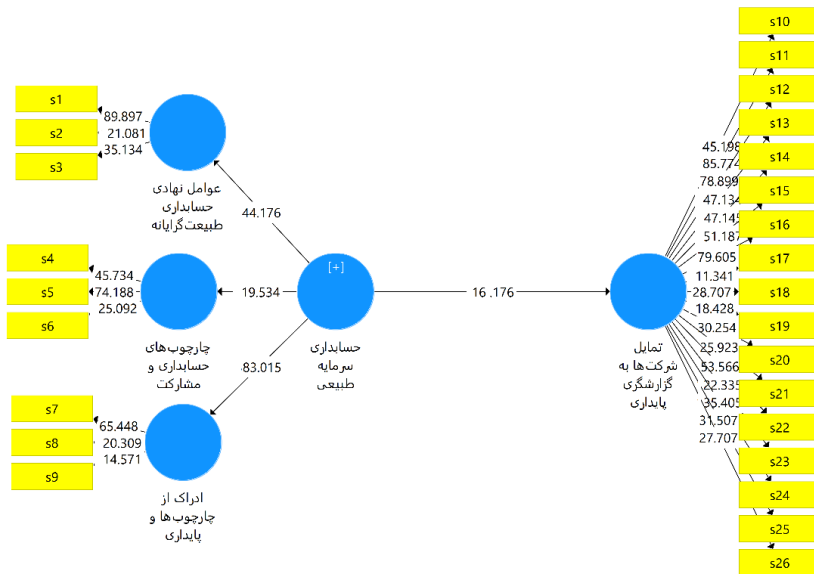 s1
s2
s3
89.897
21.081
35.134
عوامل نهادی
حسابداری
طبیعت‌گرایانه
44.176
s4
s5
s6
45.734
74.188
25.092
چارچوب‌های
حسابداری و
مشارکت
19.534
[+]
حسابداری
سرمایه
طبیعی
16 .176
83.015
s7
s8
s9
65.448
20.309
14.571
ادراک از
چارچوب‌ها و
پایداری
تمایل
شرکت‌ها به
گزارشگری
پایداری
45.198
85.774
78.899
47.134
47.145
51.187
79.605
11.341
28.707
18.428
30.254
25.923
53.566
22.335
35.405
31.507
27.707
s10
s11
s12
s13
s14
s15
s16
s17
s18
s19
s20
s21
s22
s23
s24
s25
s26